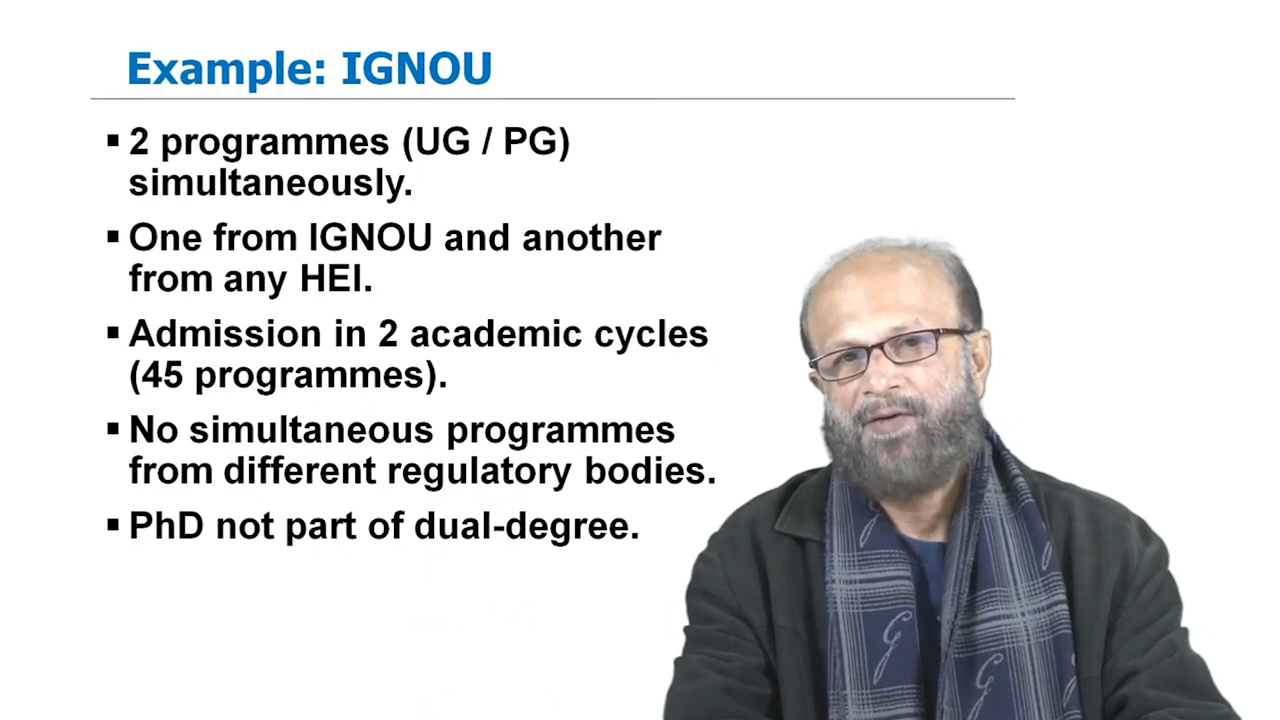 Example: IGNOU
▪ 2 programmes (UG / PG)
simultaneously.
▪ One from IGNOU and another
from any HEI.
▪ Admission in 2 academic cycles
(45 programmes).
▪ No simultaneous programmes
from different regulatory bodies.
▪ PhD not part of dual-degree.